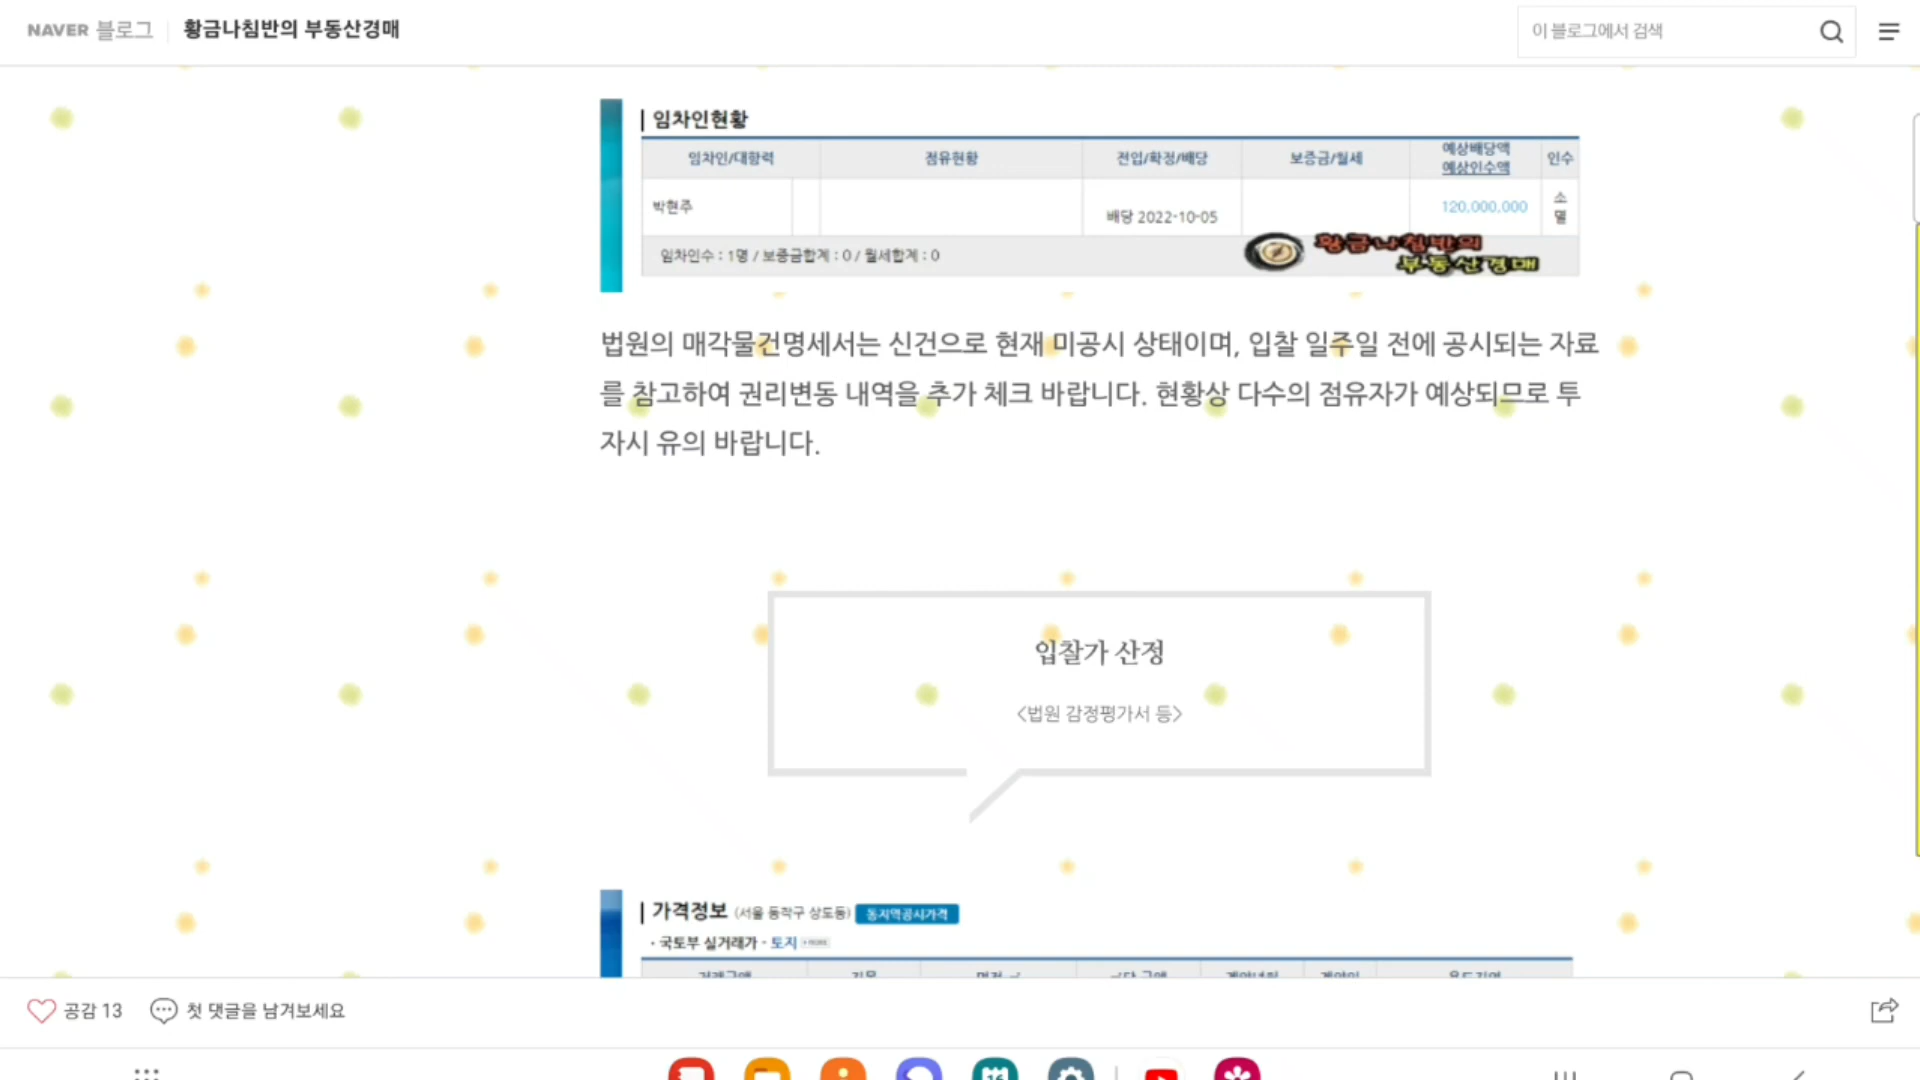 NAVER 블로그 황금나침반의 부동산경매
이 블로그에서 검색
임차인현황
임차인/대항력 점유현황 전입/확정/배당 보증금/월세 예상배당액 예상인수액 인수
박현주 배당 2022-10-05 120,000,000 소멸
임차인수 : 1명 / 보증금합계 : 0 / 월세합계 : 0
황금나침반의
부동산경매
법원의 매각물건명세서는 신건으로 현재 미공시 상태이며, 입찰 일주일 전에 공시되는 자료
를 참고하여 권리변동 내역을 추가 체크 바랍니다. 현황상 다수의 점유자가 예상되므로 투
자시 유의 바랍니다.
입찰가 산정
<법원 감정평가서 등>
가격정보 (서울 동작구 상도동) 동지역공시가격
· 국토부 실거래가 - 토지
공감 13 첫 댓글을 남겨보세요